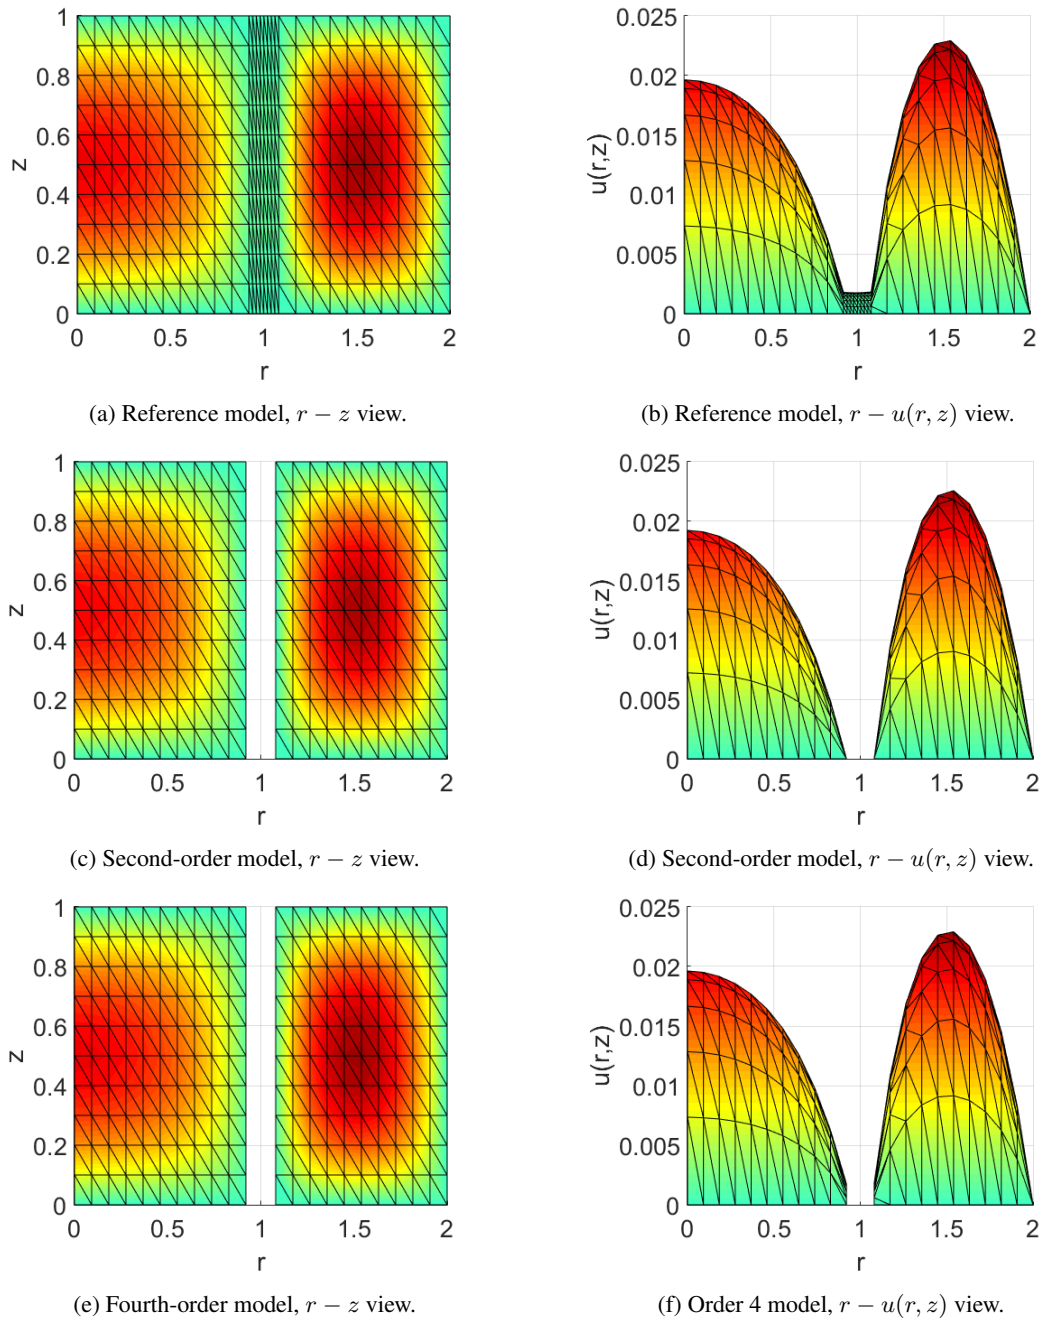 1
0.8
0.6
0.4
0.2
0
z
0 0.5 1 1.5 2
r
0.025
0.02
0.015
0.01
0.005
0
u(r,z)
0 0.5 1 1.5 2
r
(a) Reference model, r − z view.
(b) Reference model, r − u(r, z) view.
1
0.8
0.6
0.4
0.2
0
z
0 0.5 1 1.5 2
r
0.025
0.02
0.015
0.01
0.005
0
u(r,z)
0 0.5 1 1.5 2
r
(c) Second-order model, r − z view.
(d) Second-order model, r − u(r, z) view.
1
0.8
0.6
0.4
0.2
0
z
0 0.5 1 1.5 2
r
0.025
0.02
0.015
0.01
0.005
0
u(r,z)
0 0.5 1 1.5 2
r
(e) Fourth-order model, r − z view.
(f) Order 4 model, r − u(r, z) view.